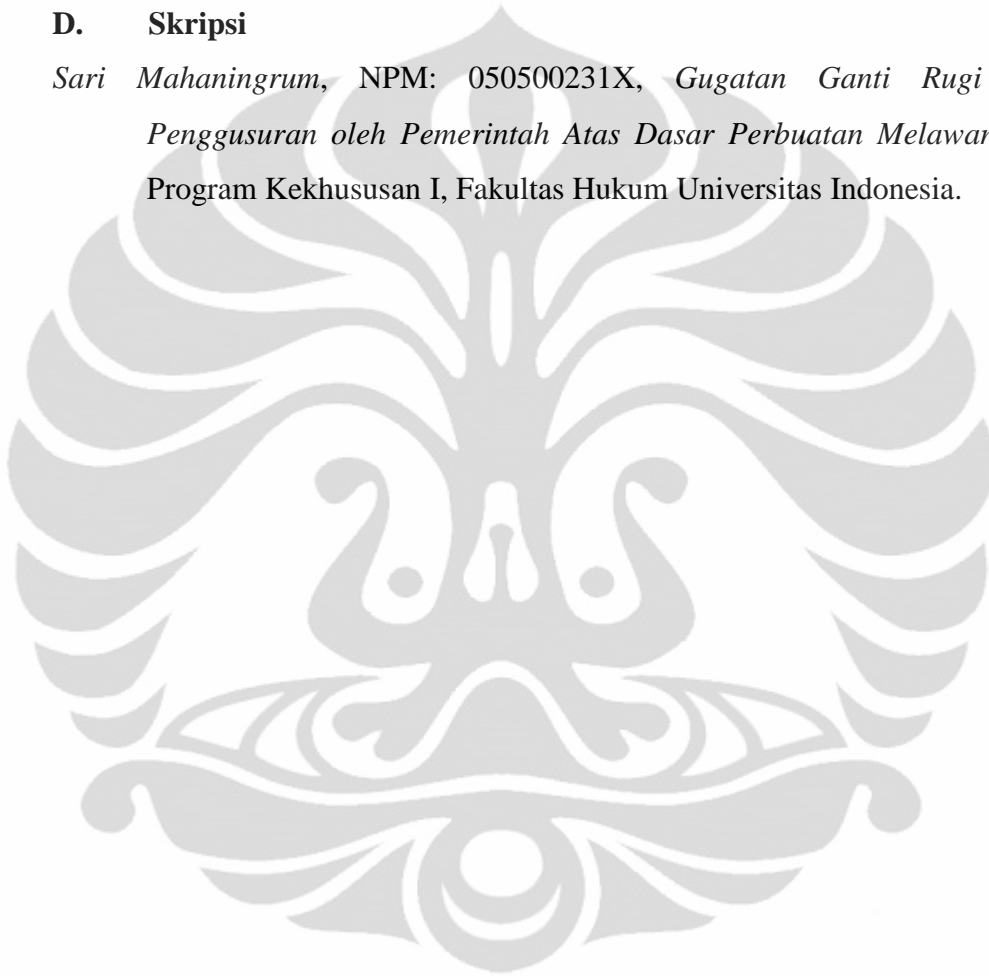 D. Skripsi
Sari Mahaningrum, NPM: 050500231X, Gugatan Ganti Rugi
Penggusuran oleh Pemerintah Atas Dasar Perbuatan Melawan
Program Kekhususan I, Fakultas Hukum Universitas Indonesia.